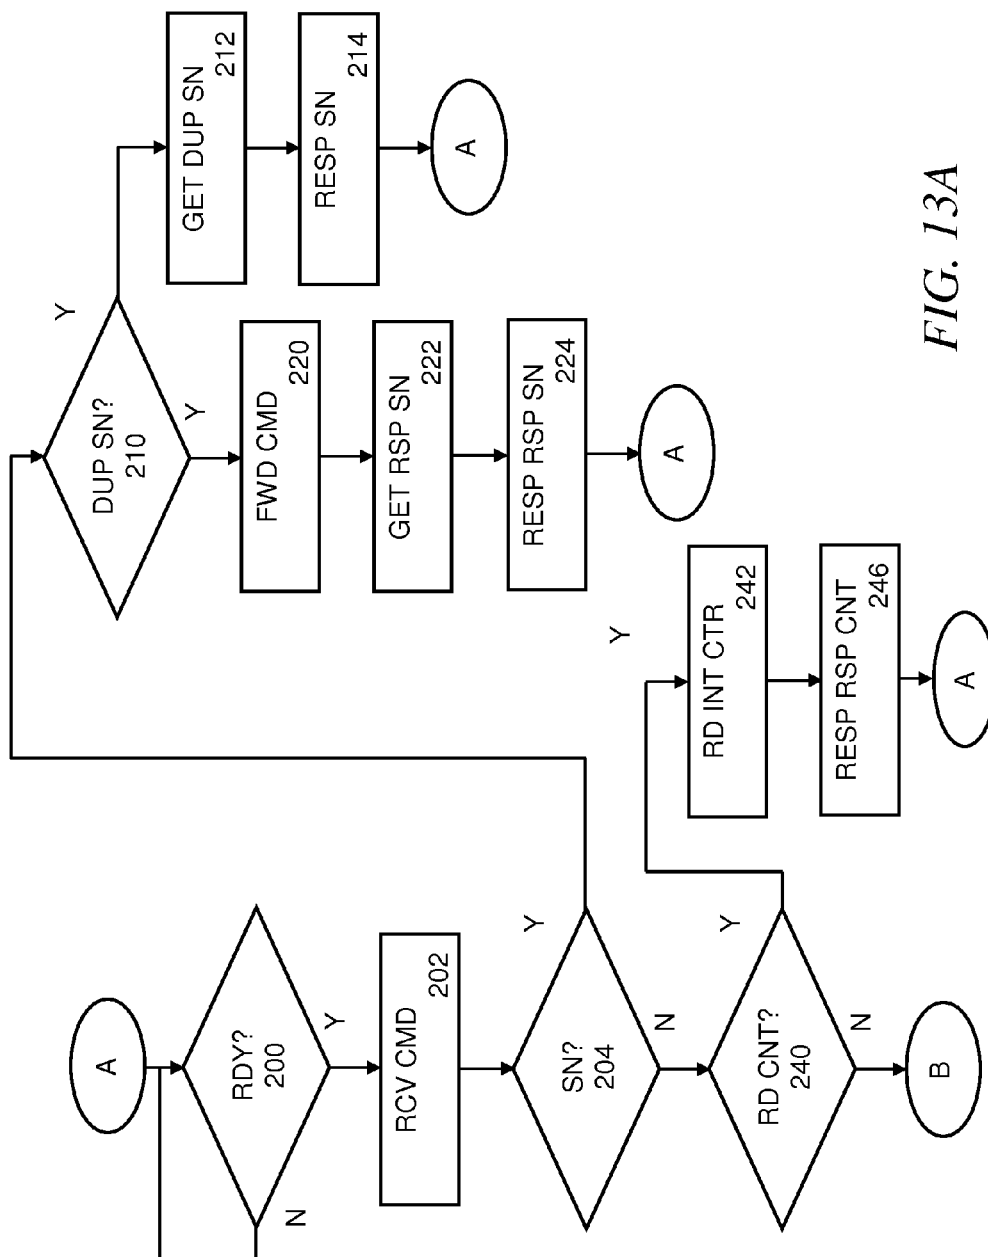 A
RDY?
200
Y
N
RCV CMD
202
SN?
204
Y
N
RD CNT?
240
Y
N
B
DUP SN?
210
Y
Y
GET DUP SN
212
RESP SN
214
A
FWD CMD
220
GET RSP SN
222
RESP RSP SN
224
A
Y
RD INT CTR
242
RESP RSP CNT
246
A
FIG. 13A